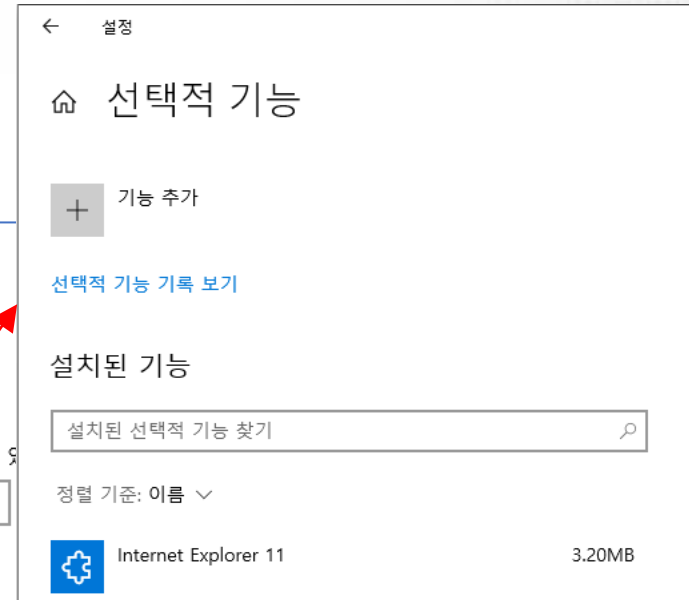 설정
선택적 기능
기능 추가
선택적 기능 기록 보기
설치된 기능
설치된 선택적 기능 찾기
정렬 기준: 이름
Internet Explorer 11 3.20MB